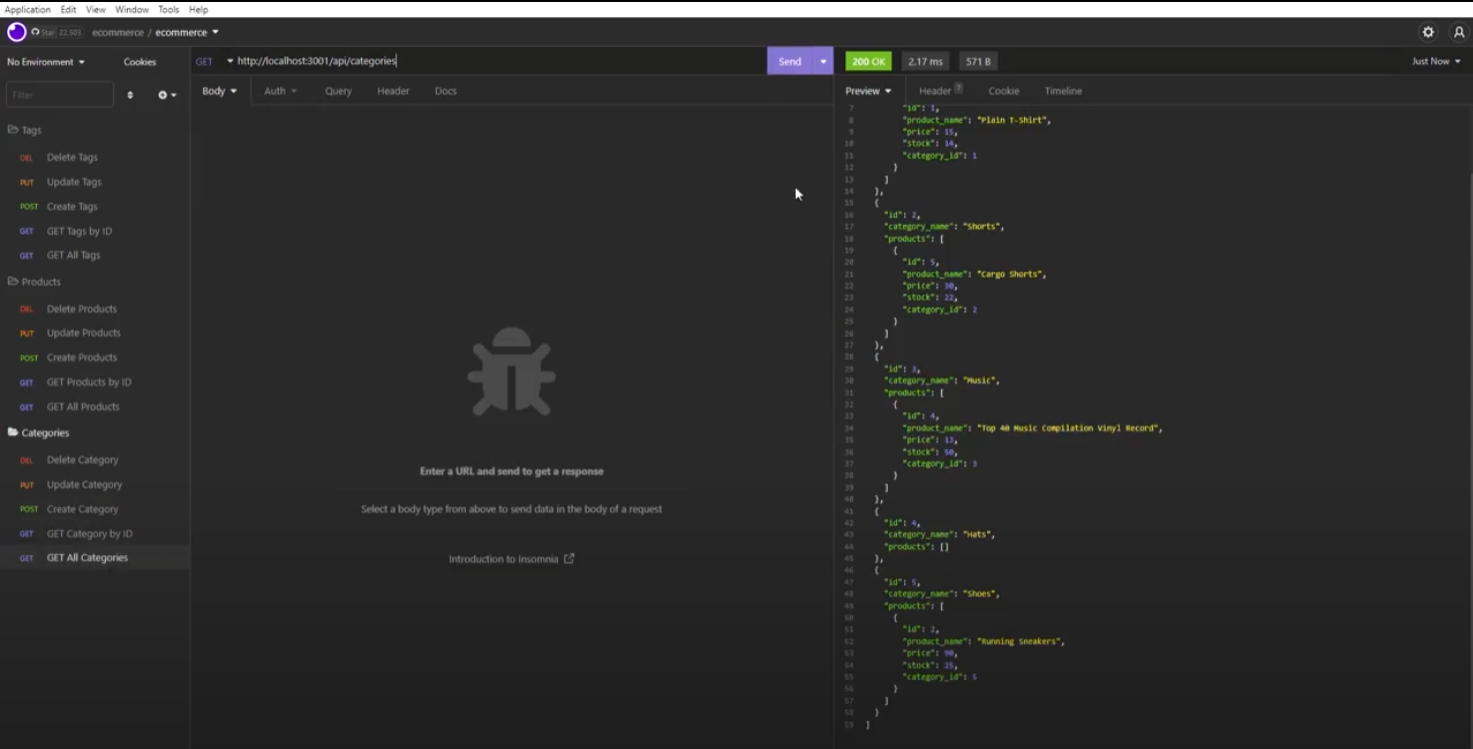 Application Edit View Window Tools Help
Star 22,503 ecommerce / ecommerce
No Environment Cookies
Filter
Tags
DEL Delete Tags
PUT Update Tags
POST Create Tags
GET GET Tags by ID
GET GET All Tags
Products
DEL Delete Products
PUT Update Products
POST Create Products
GET GET Products by ID
GET GET All Products
Categories
DEL Delete Category
PUT Update Category
POST Create Category
GET GET Category by ID
GET GET All Categories
GET http://localhost:3001/api/categories Send
Body Auth Query Header Docs
Enter a URL and send to get a response
Select a body type from above to send data in the body of a request
Introduction to Insomnia
200 OK 2.17 ms 571 B Just Now
Preview Header 7 Cookie Timeline
7 "id": 1,
8 "product_name": "Plain T-Shirt",
9 "price": 15,
10 "stock": 14,
11 "category_id": 1
12 }
13 ]
14 },
15 {
16 "id": 2,
17 "category_name": "Shorts",
18 "products": [
19 {
20 "id": 5,
21 "product_name": "Cargo Shorts",
22 "price": 30,
23 "stock": 22,
24 "category_id": 2
25 }
26 ]
27 },
28 {
29 "id": 3,
30 "category_name": "Music",
31 "products": [
32 {
33 "id": 4,
34 "product_name": "Top 40 Music Compilation Vinyl Record",
35 "price": 13,
36 "stock": 50,
37 "category_id": 3
38 }
39 ]
40 },
41 {
42 "id": 4,
43 "category_name": "Hats",
44 "products": []
45 },
46 {
47 "id": 5,
48 "category_name": "Shoes",
49 "products": [
50 {
51 "id": 2,
52 "product_name": "Running Sneakers",
53 "price": 90,
54 "stock": 25,
55 "category_id": 5
56 }
57 ]
58 }
59 ]